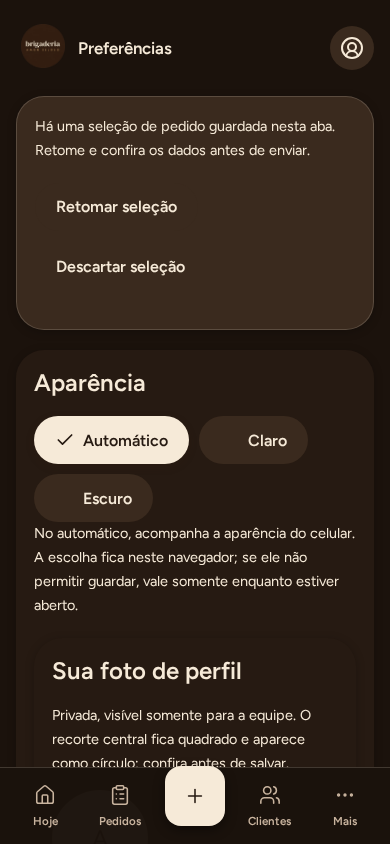 brigaderia
Preferências
Há uma seleção de pedido guardada nesta aba.
Retome e confira os dados antes de enviar.
Retomar seleção
Descartar seleção
Aparência
Automático
Claro
Escuro
No automático, acompanha a aparência do celular.
A escolha fica neste navegador; se ele não
permitir guardar, vale somente enquanto estiver
aberto.
Sua foto de perfil
Privada, visível somente para a equipe. O
recorte central fica quadrado e aparece
como círculo; confira antes de salvar.
Hoje
Pedidos
Clientes
Mais